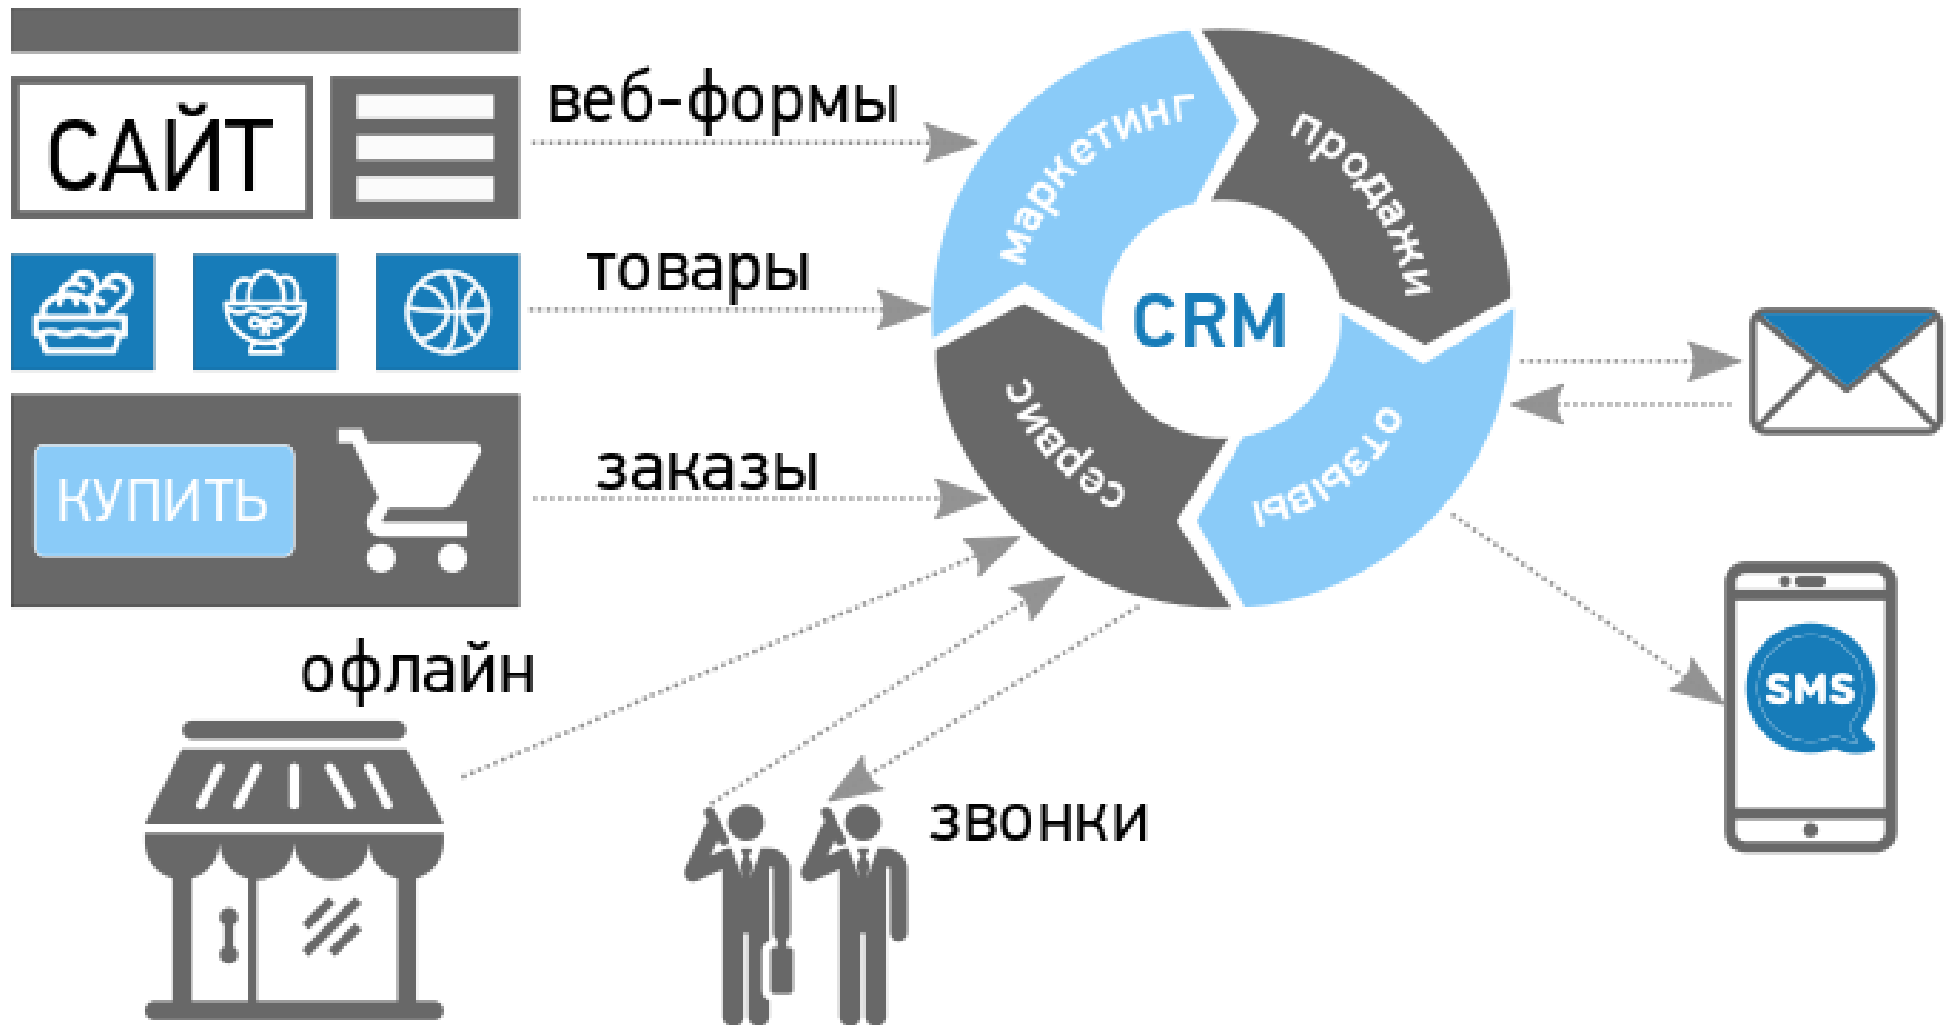 САЙТ
веб-формы
товары
заказы
КУПИТЬ
офлайн
звонки
маркетинг
продажи
CRM
сервис
отзывы
SMS